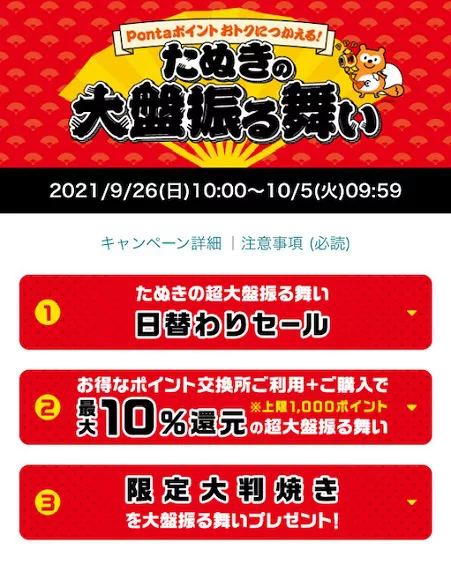 Pontaポイント おトクにつかえる!
たぬきの
大盤振る舞い
2021/9/26(日)10:00〜10/5(火)09:59
キャンペーン詳細 | 注意事項 (必読)
1
たぬきの超大盤振る舞い
日替わりセール
2
お得なポイント交換所ご利用+ご購入で
最大10%還元 ※上限1,000ポイント
の超大盤振る舞い
3
限定大判焼き
を大盤振る舞いプレゼント!